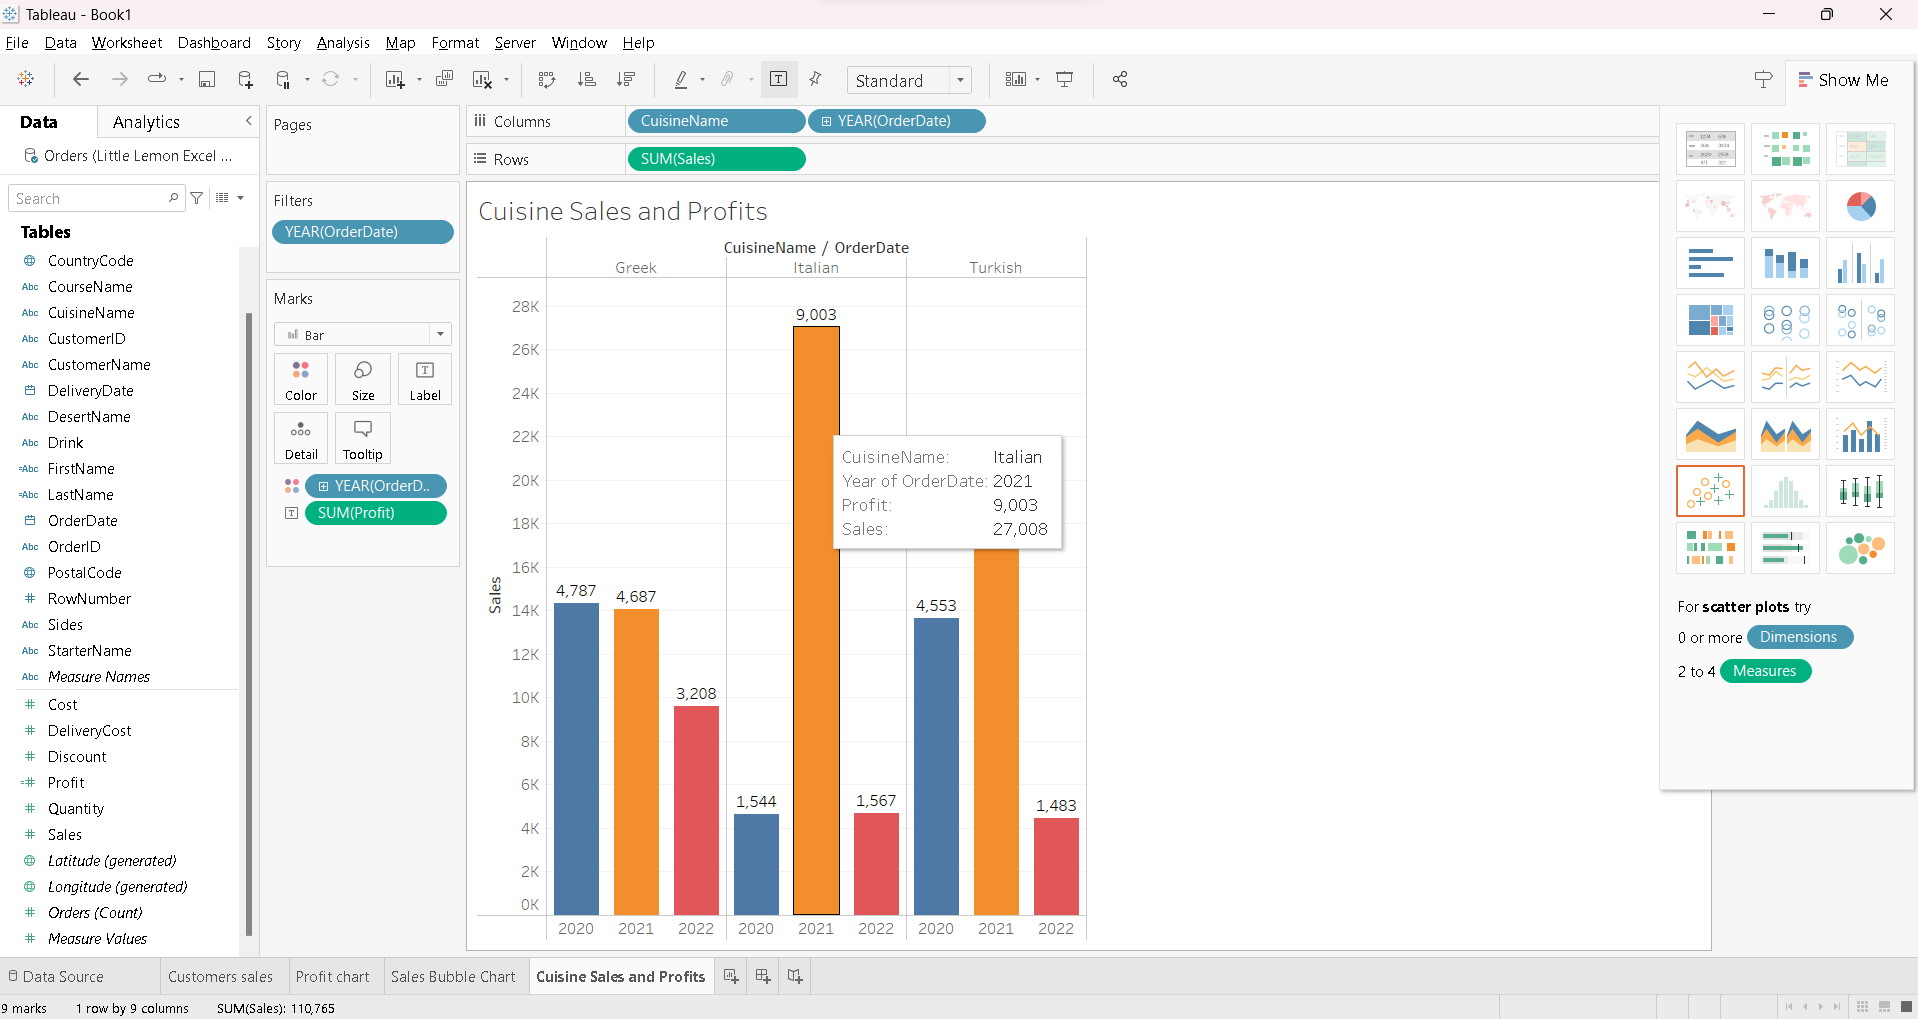 Tableau - Book1
File Data Worksheet Dashboard Story Analysis Map Format Server Window Help
Standard
Show Me
Data Analytics
Orders (Little Lemon Excel ...
Search
Tables
CountryCode
CourseName
CuisineName
CustomerID
CustomerName
DeliveryDate
DesertName
Drink
FirstName
LastName
OrderDate
OrderID
PostalCode
RowNumber
Sides
StarterName
Measure Names
Cost
DeliveryCost
Discount
Profit
Quantity
Sales
Latitude (generated)
Longitude (generated)
Orders (Count)
Measure Values
Pages
Filters
YEAR(OrderDate)
Marks
Bar
Color Size Label
Detail Tooltip
YEAR(OrderD..
SUM(Profit)
Columns CuisineName YEAR(OrderDate)
Rows SUM(Sales)
Cuisine Sales and Profits
CuisineName / OrderDate
Greek Italian Turkish
28K
26K
24K
22K
20K
18K
16K
14K
12K
10K
8K
6K
4K
2K
0K
Sales
4,787
4,687
3,208
1,544
9,003
1,567
4,553
1,483
CuisineName: Italian
Year of OrderDate: 2021
Profit: 9,003
Sales: 27,008
2020 2021 2022 2020 2021 2022 2020 2021 2022
For scatter plots try
0 or more Dimensions
2 to 4 Measures
Data Source Customers sales Profit chart Sales Bubble Chart Cuisine Sales and Profits
9 marks 1 row by 9 columns SUM(Sales): 110,765